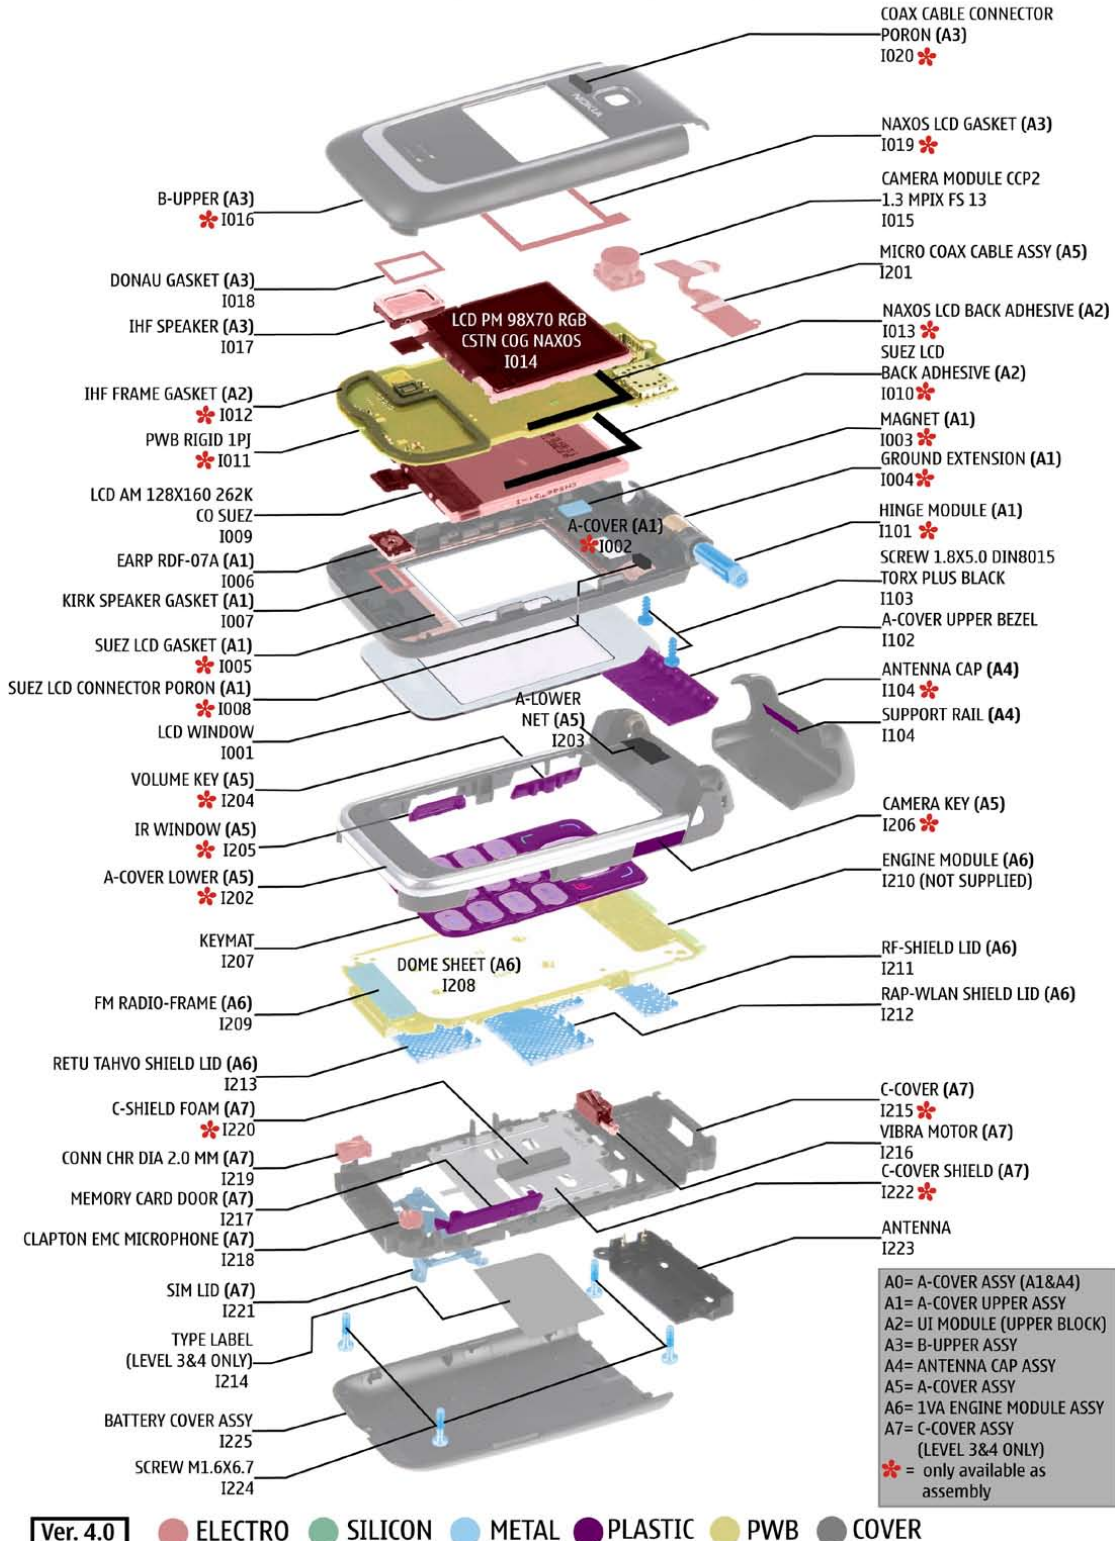 COAX CABLE CONNECTOR
PORON (A3)
I020 *
NOKIA
NAXOS LCD GASKET (A3)
I019 *
CAMERA MODULE CCP2
1.3 MPIX FS 13
I015
B-UPPER (A3)
* I016
MICRO COAX CABLE ASSY (A5)
I201
DONAU GASKET (A3)
I018
IHF SPEAKER (A3)
I017
LCD PM 98X70 RGB
CSTN COG NAXOS
I014
NAXOS LCD BACK ADHESIVE (A2)
I013 *
SUEZ LCD
BACK ADHESIVE (A2)
I010 *
IHF FRAME GASKET (A2)
* I012
PWB RIGID 1PJ
* I011
MAGNET (A1)
I003 *
GROUND EXTENSION (A1)
I004 *
LCD AM 128X160 262K
CO SUEZ
I009
A-COVER (A1)
* I002
HINGE MODULE (A1)
I101 *
EARP RDF-07A (A1)
I006
SCREW 1.8X5.0 DIN8015
TORX PLUS BLACK
I103
KIRK SPEAKER GASKET (A1)
I007
A-COVER UPPER BEZEL
I102
SUEZ LCD GASKET (A1)
* I005
ANTENNA CAP (A4)
I104 *
SUEZ LCD CONNECTOR PORON (A1)
* I008
A-LOWER
NET (A5)
I203
SUPPORT RAIL (A4)
I104
LCD WINDOW
I001
VOLUME KEY (A5)
* I204
CAMERA KEY (A5)
I206 *
IR WINDOW (A5)
* I205
ENGINE MODULE (A6)
I210 (NOT SUPPLIED)
A-COVER LOWER (A5)
* I202
KEYMAT
I207
DOME SHEET (A6)
I208
RF-SHIELD LID (A6)
I211
FM RADIO-FRAME (A6)
I209
RAP-WLAN SHIELD LID (A6)
I212
RETU TAHVO SHIELD LID (A6)
I213
C-SHIELD FOAM (A7)
* I220
C-COVER (A7)
I215 *
VIBRA MOTOR (A7)
I216
CONN CHR DIA 2.0 MM (A7)
I219
C-COVER SHIELD (A7)
I222 *
MEMORY CARD DOOR (A7)
I217
CLAPTON EMC MICROPHONE (A7)
I218
ANTENNA
I223
SIM LID (A7)
I221
TYPE LABEL
(LEVEL 3&4 ONLY)
I214
BATTERY COVER ASSY
I225
SCREW M1.6X6.7
I224
A0= A-COVER ASSY (A1&A4)
A1= A-COVER UPPER ASSY
A2= UI MODULE (UPPER BLOCK)
A3= B-UPPER ASSY
A4= ANTENNA CAP ASSY
A5= A-COVER ASSY
A6= 1VA ENGINE MODULE ASSY
A7= C-COVER ASSY
(LEVEL 3&4 ONLY)
* = only available as
assembly
Ver. 4.0 ELECTRO SILICON METAL PLASTIC PWB COVER